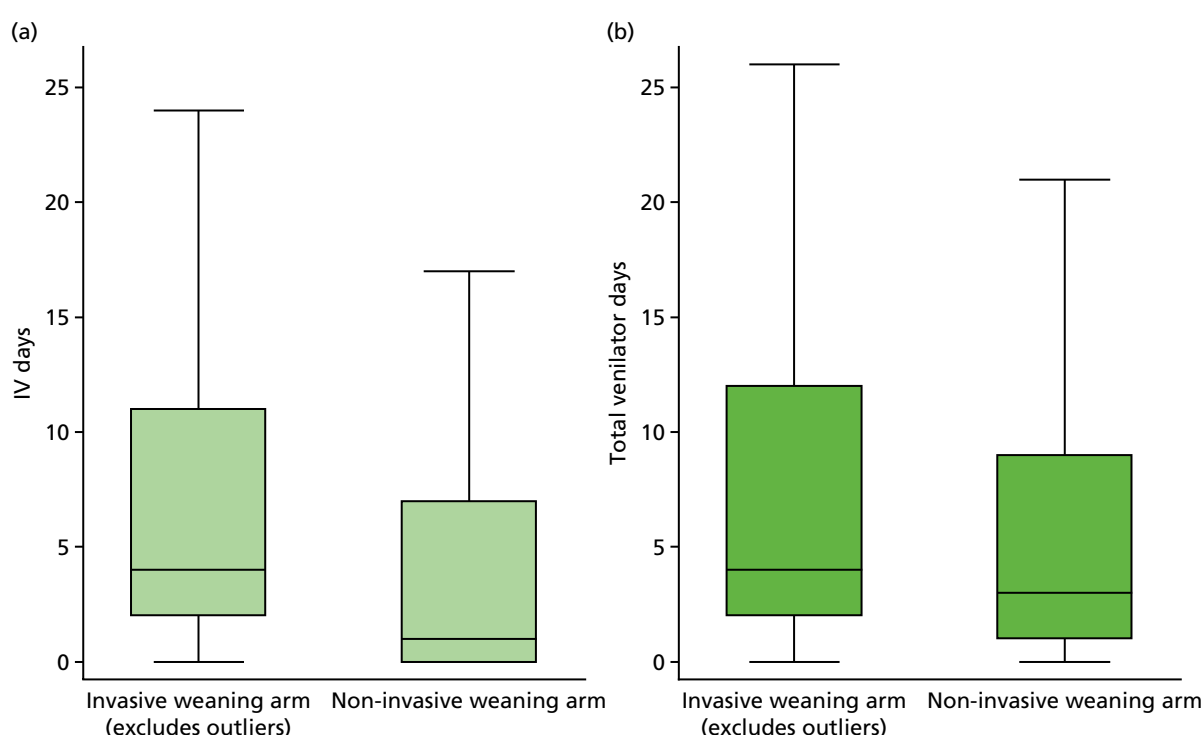 (a)
25
20
15
10
5
0
IV days
Invasive weaning arm
(excludes outliers)
Non-invasive weaning arm
(b)
25
20
15
10
5
0
Total venilator days
Invasive weaning arm
(excludes outliers)
Non-invasive weaning arm